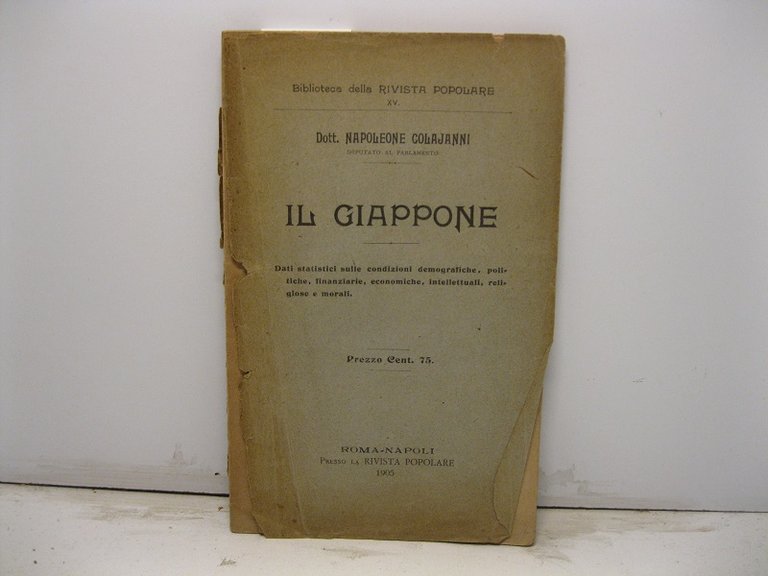 Biblioteca della RIVISTA POPOLARE
XV.
Dott. NAPOLEONE COLAJANNI
DEPUTATO AL PARLAMENTO
IL GIAPPONE
Dati statistici sulle condizioni demografiche, poli-
tiche, finanziarie, economiche, intellettuali, reli-
giose e morali.
Prezzo Cent. 75.
ROMA-NAPOLI
PRESSO LA RIVISTA POPOLARE
1905